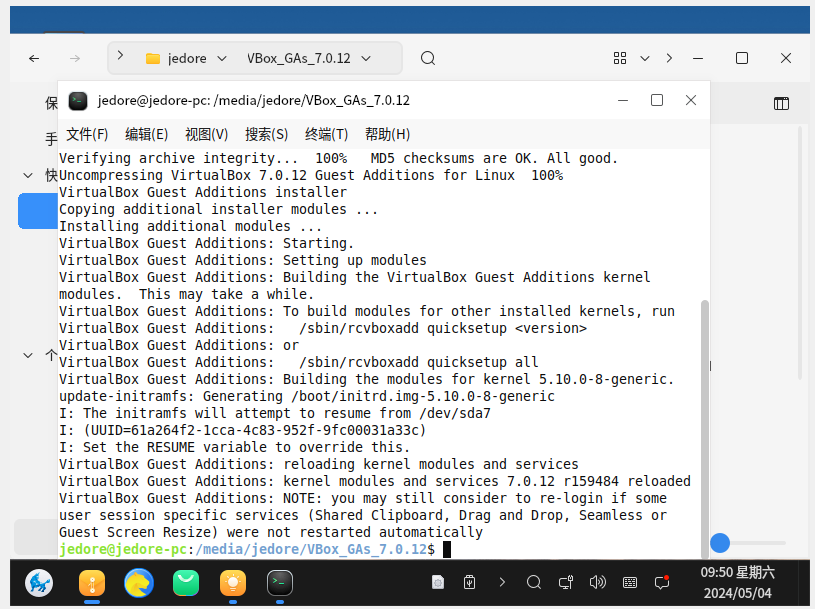 jedore
VBox_GAs_7.0.12
保
手
快
个
jedore@jedore-pc: /media/jedore/VBox_GAs_7.0.12
文件(F) 编辑(E) 视图(V) 搜索(S) 终端(T) 帮助(H)
Verifying archive integrity...  100%   MD5 checksums are OK. All good.
Uncompressing VirtualBox 7.0.12 Guest Additions for Linux  100%
VirtualBox Guest Additions installer
Copying additional installer modules ...
Installing additional modules ...
VirtualBox Guest Additions: Starting.
VirtualBox Guest Additions: Setting up modules
VirtualBox Guest Additions: Building the VirtualBox Guest Additions kernel
modules.  This may take a while.
VirtualBox Guest Additions: To build modules for other installed kernels, run
VirtualBox Guest Additions:   /sbin/rcvboxadd quicksetup <version>
VirtualBox Guest Additions: or
VirtualBox Guest Additions:   /sbin/rcvboxadd quicksetup all
VirtualBox Guest Additions: Building the modules for kernel 5.10.0-8-generic.
update-initramfs: Generating /boot/initrd.img-5.10.0-8-generic
I: The initramfs will attempt to resume from /dev/sda7
I: (UUID=61a264f2-1cca-4c83-952f-9fc00031a33c)
I: Set the RESUME variable to override this.
VirtualBox Guest Additions: reloading kernel modules and services
VirtualBox Guest Additions: kernel modules and services 7.0.12 r159484 reloaded
VirtualBox Guest Additions: NOTE: you may still consider to re-login if some
user session specific services (Shared Clipboard, Drag and Drop, Seamless or
Guest Screen Resize) were not restarted automatically
jedore@jedore-pc:/media/jedore/VBox_GAs_7.0.12$
09:50 星期六
2024/05/04